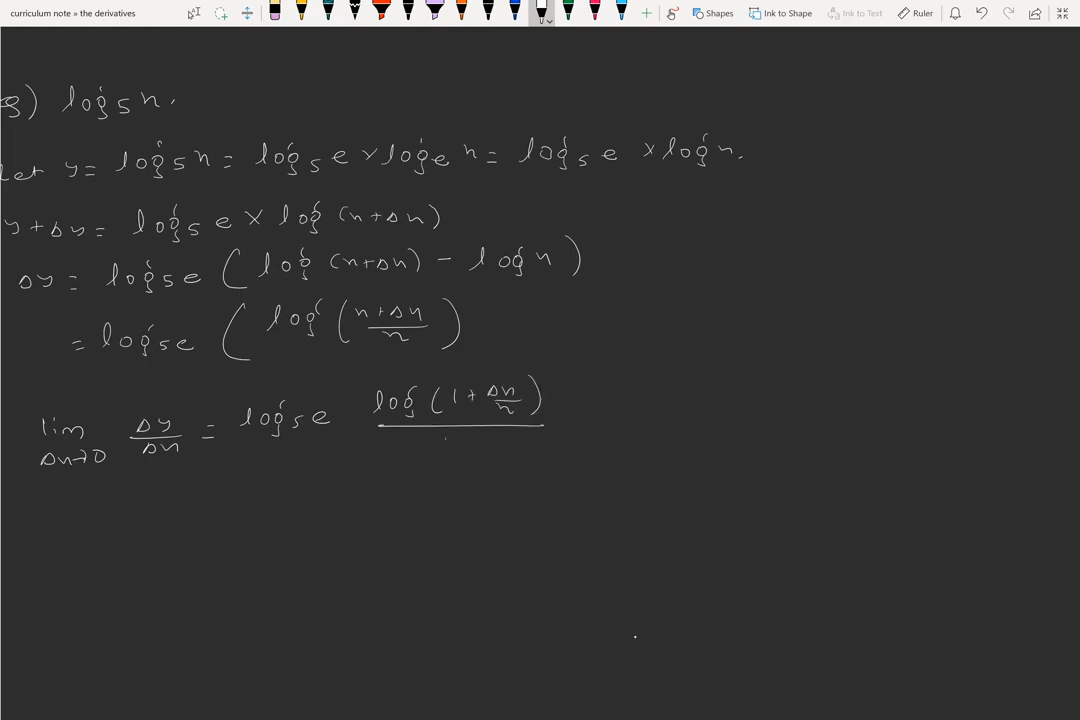 curriculum note » the derivatives
Shapes Ink to Shape Ink to Text Ruler
g) log₅x.
Let y = log₅x = log₅e × logₑx = log₅e × log x.
y + Δy = log₅e × log (x+Δx)
Δy = log₅e ( log (x+Δx) - log x )
= log₅e ( log ((x+Δx)/x)
lim Δx→0 Δy/Δx = log₅e log (1 + Δx/x)